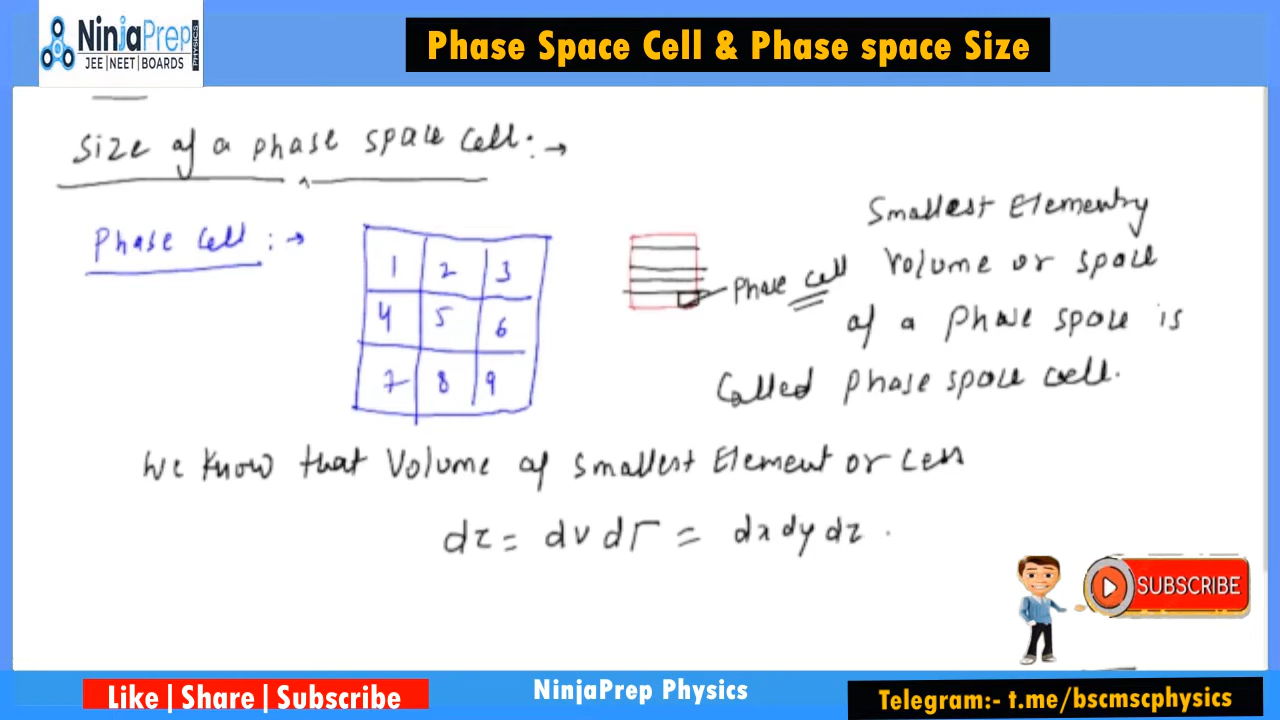 NinjaPrep
PHYSICS
JEE | NEET | BOARDS
Phase Space Cell & Phase space Size
Size of a phase space cell :→
Phase cell :→
1 2 3
4 5 6
7 8 9
Phase cell
Smallest Elementry
Volume or space
of a phase space is
called phase space cell.
We know that Volume of smallest Element or cell
dτ = dv dΓ = dx dy dz .
SUBSCRIBE
Like | Share | Subscribe
NinjaPrep Physics
Telegram:- t.me/bscmscphysics